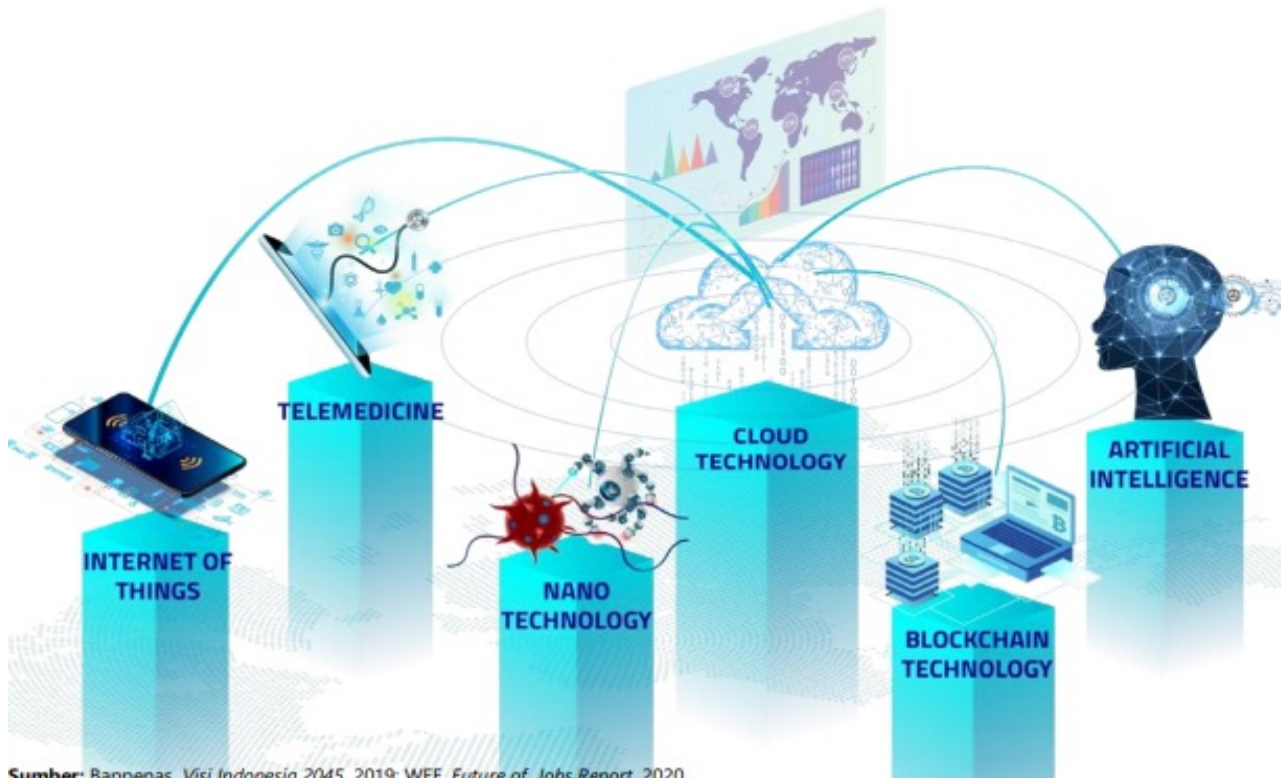 TELEMEDICINE
CLOUD
TECHNOLOGY
ARTIFICIAL
INTELLIGENCE
INTERNET OF
THINGS
NANO
TECHNOLOGY
BLOCKCHAIN
TECHNOLOGY
Sumber: Bappenas, Visi Indonesia 2045, 2019; WEF, Future of Jobs Report, 2020